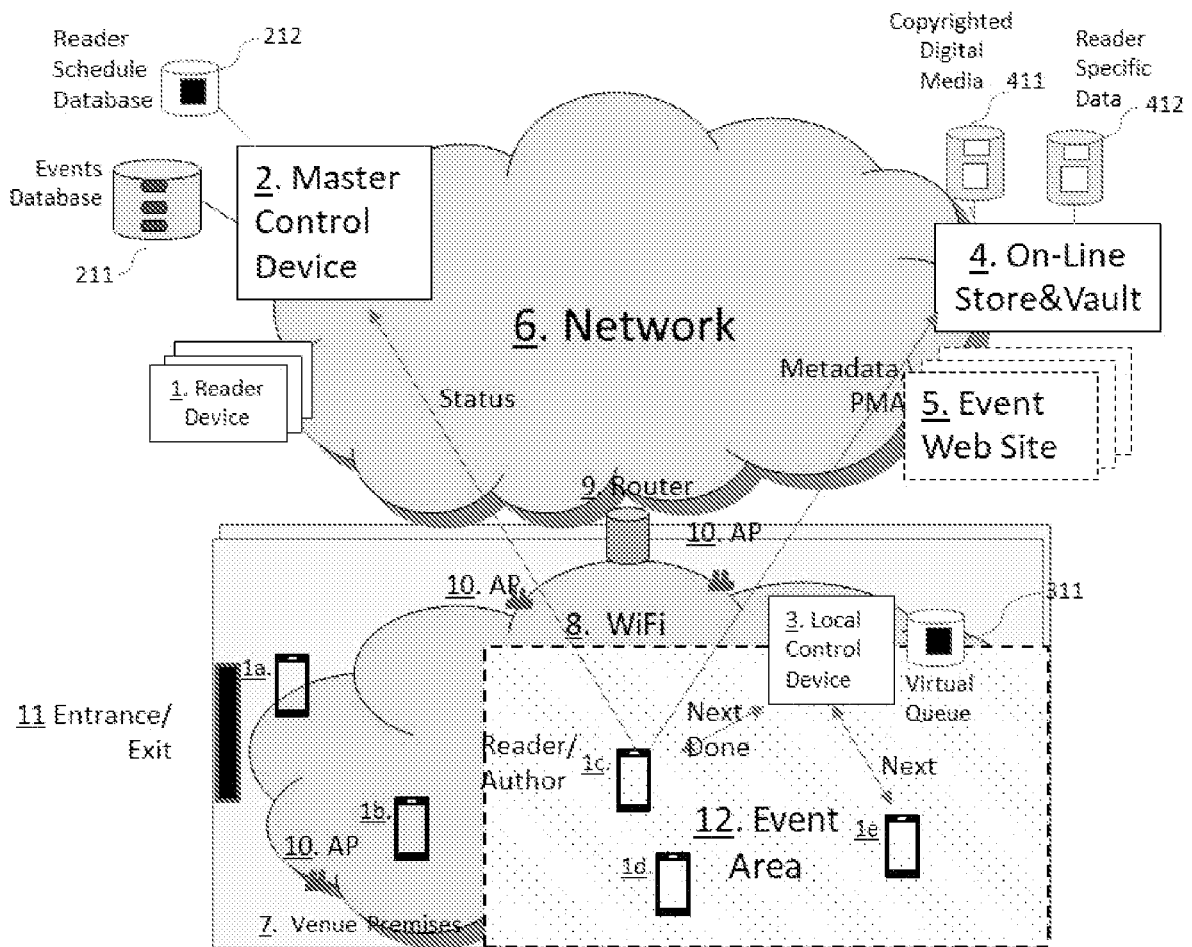 Reader
Schedule
Database
212
Events
Database
211
2. Master
Control
Device
Copyrighted
Digital
Media
411
Reader
Specific
Data
412
4. On-Line
Store&Vault
6. Network
1. Reader
Device
Status
Metadata,
PMA
5. Event
Web Site
9. Router
10. AP
10. AP
8. WiFi
3. Local
Control
Device
311
Virtual
Queue
1a.
11 Entrance/
Exit
Next
Done
Reader/
Author
1c.
Next
1b.
12. Event
Area
1e
10. AP
1d.
7. Venue Premises